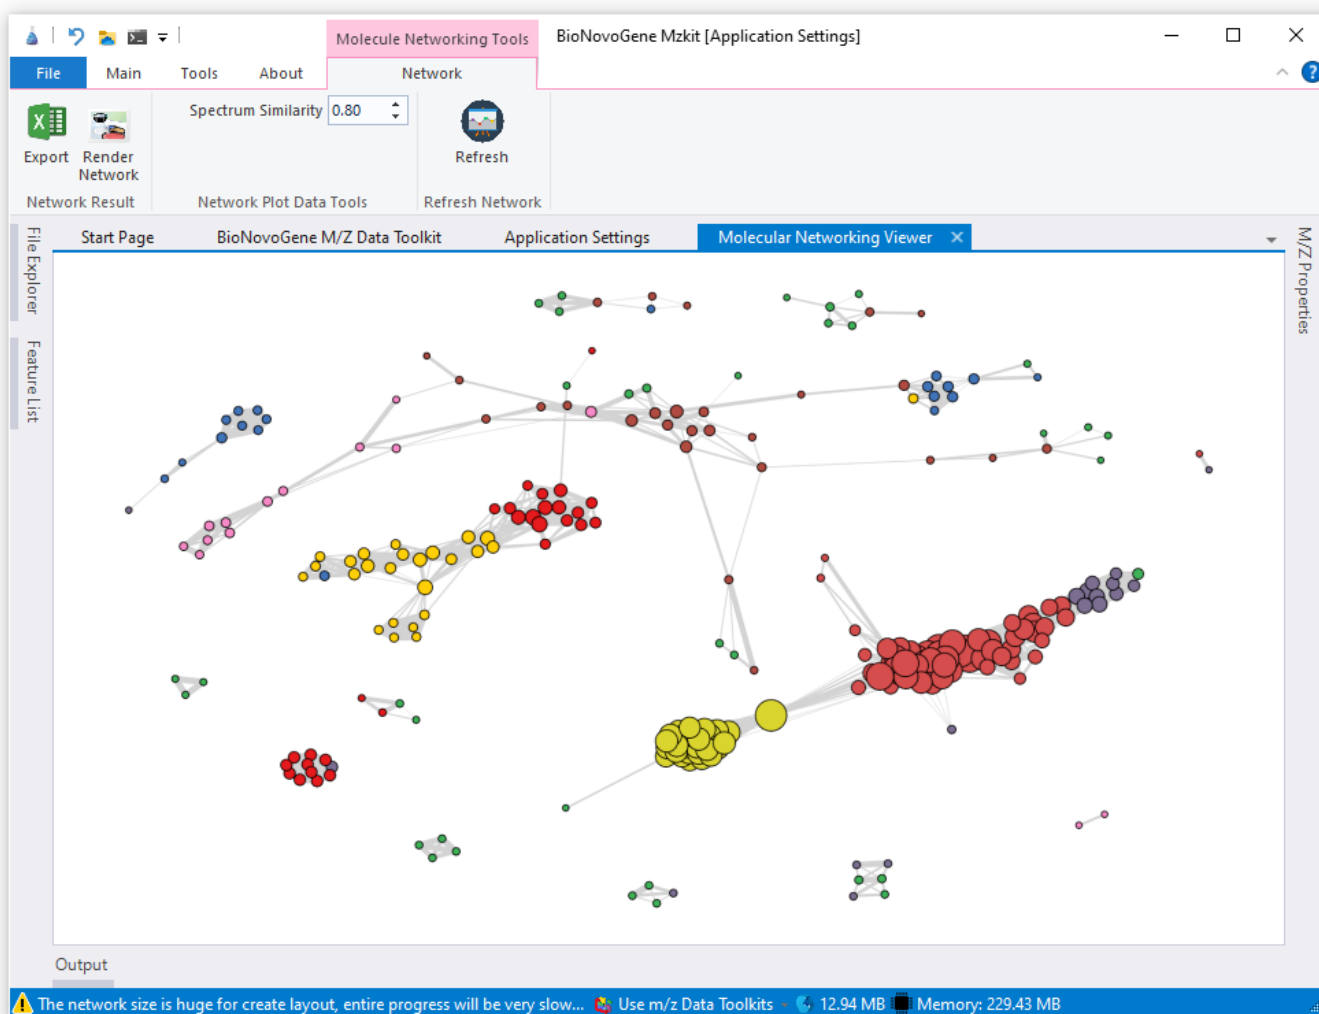 Molecule Networking Tools
BioNovoGene Mzkit [Application Settings]
File
Main
Tools
About
Network
Spectrum Similarity 0.80
Export
Render
Network
Refresh
Network Result
Network Plot Data Tools
Refresh Network
File Explorer
Feature List
Start Page
BioNovoGene M/Z Data Toolkit
Application Settings
Molecular Networking Viewer
M/Z Properties
Output
The network size is huge for create layout, entire progress will be very slow... Use m/z Data Toolkits 12.94 MB Memory: 229.43 MB